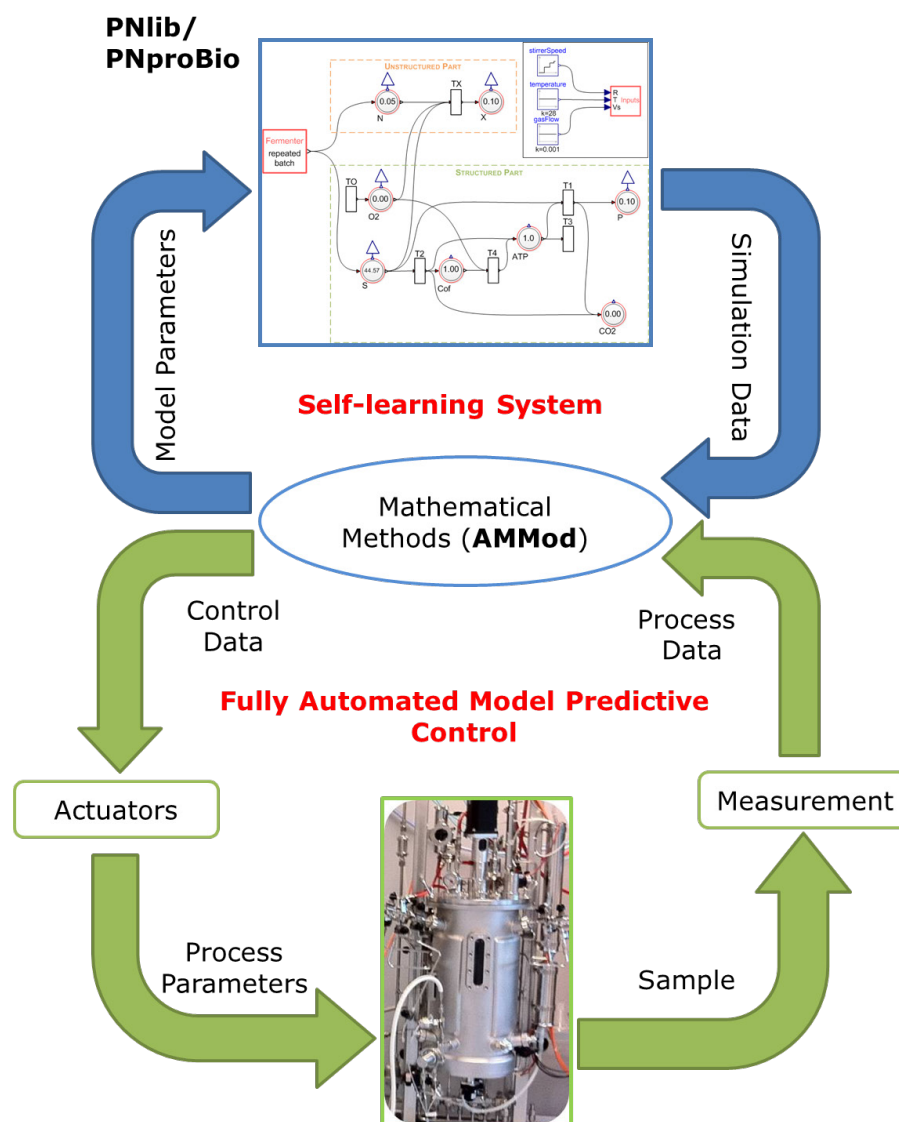 PNlib/
PNproBio
UNSTRUCTURED PART
TX
0.05
0.10
N
X
stirrerSpeed
temperature
k=28
gasFlow
k=0.001
R
T
Vs
Inputs
Fermenter
repeated
batch
STRUCTURED PART
TO
0.00
O2
T1
0.10
P
T3
1.0
ATP
T2
T4
44.57
S
1.00
Cof
0.00
CO2
Model Parameters
Simulation Data
Self-learning System
Mathematical
Methods (AMMod)
Control
Data
Process
Data
Fully Automated Model Predictive
Control
Actuators
Measurement
Process
Parameters
Sample